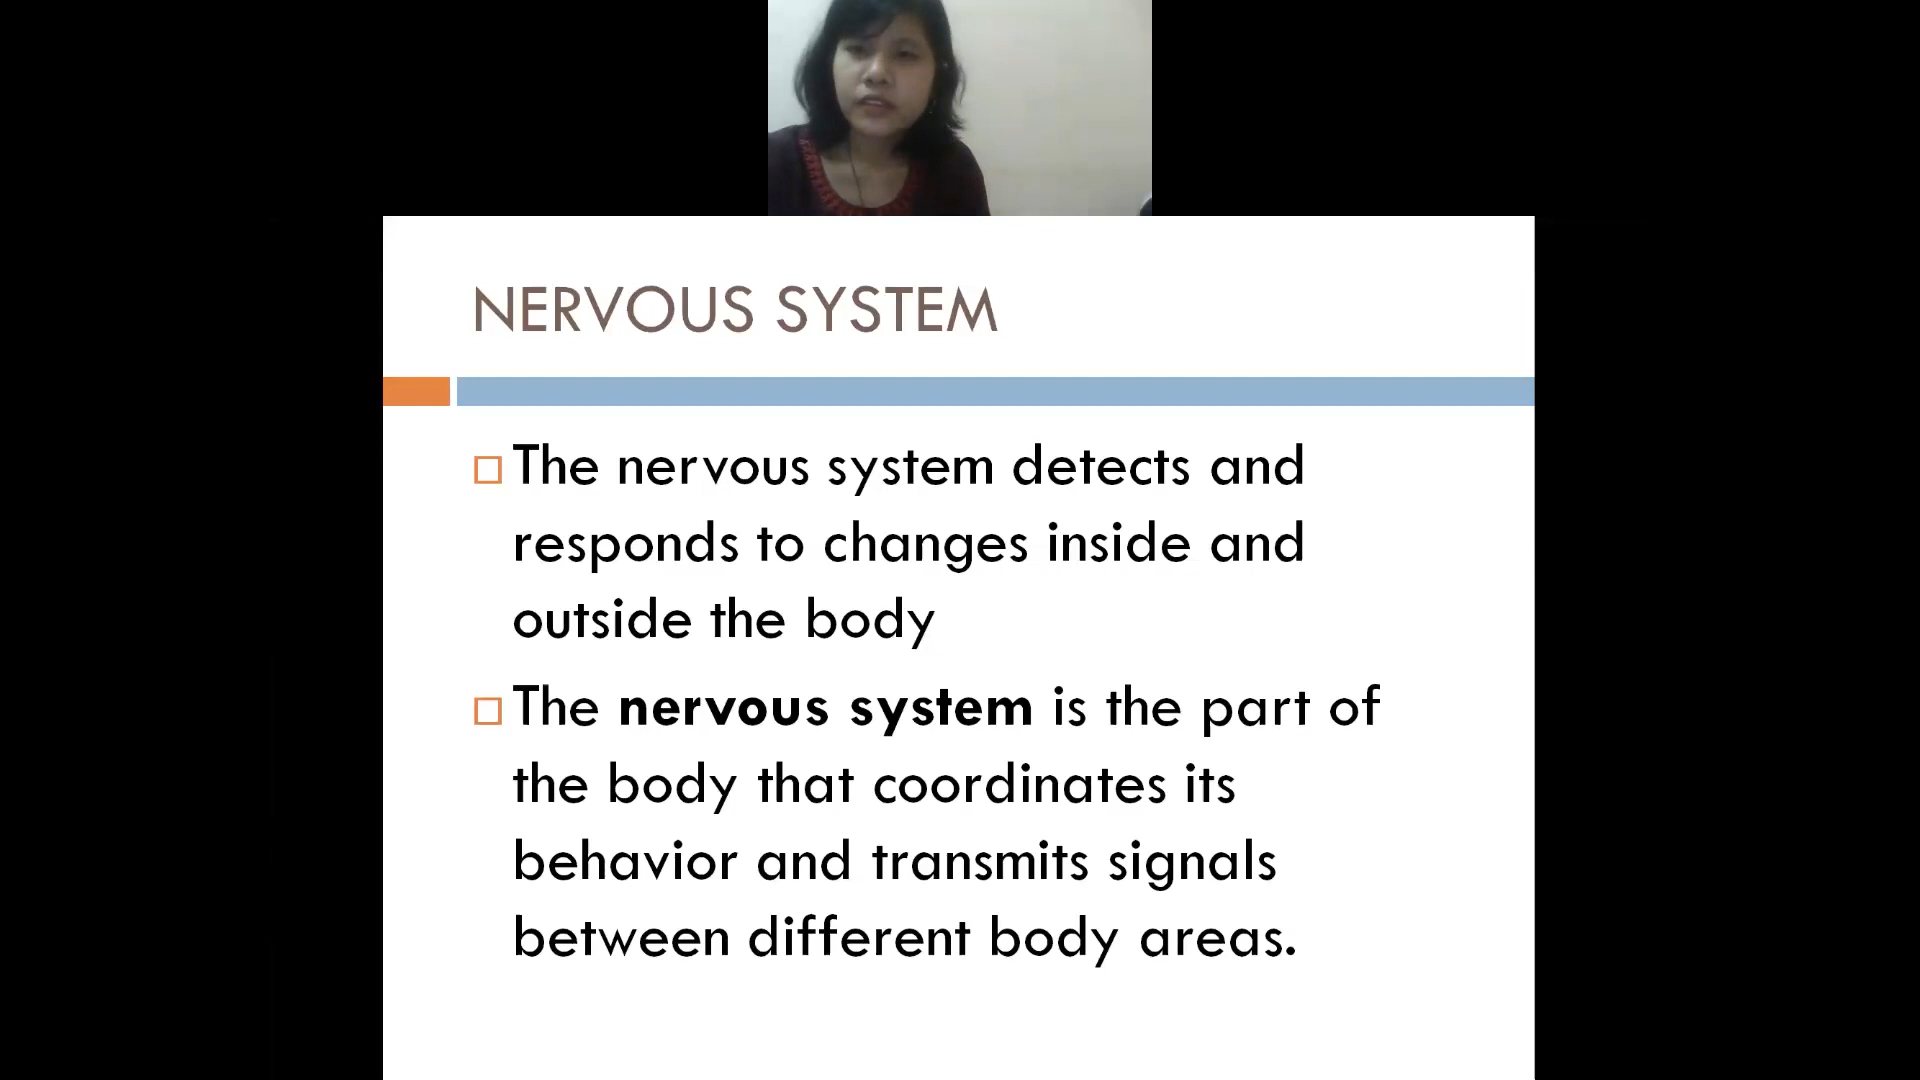 NERVOUS SYSTEM
The nervous system detects and
responds to changes inside and
outside the body
The nervous system is the part of
the body that coordinates its
behavior and transmits signals
between different body areas.